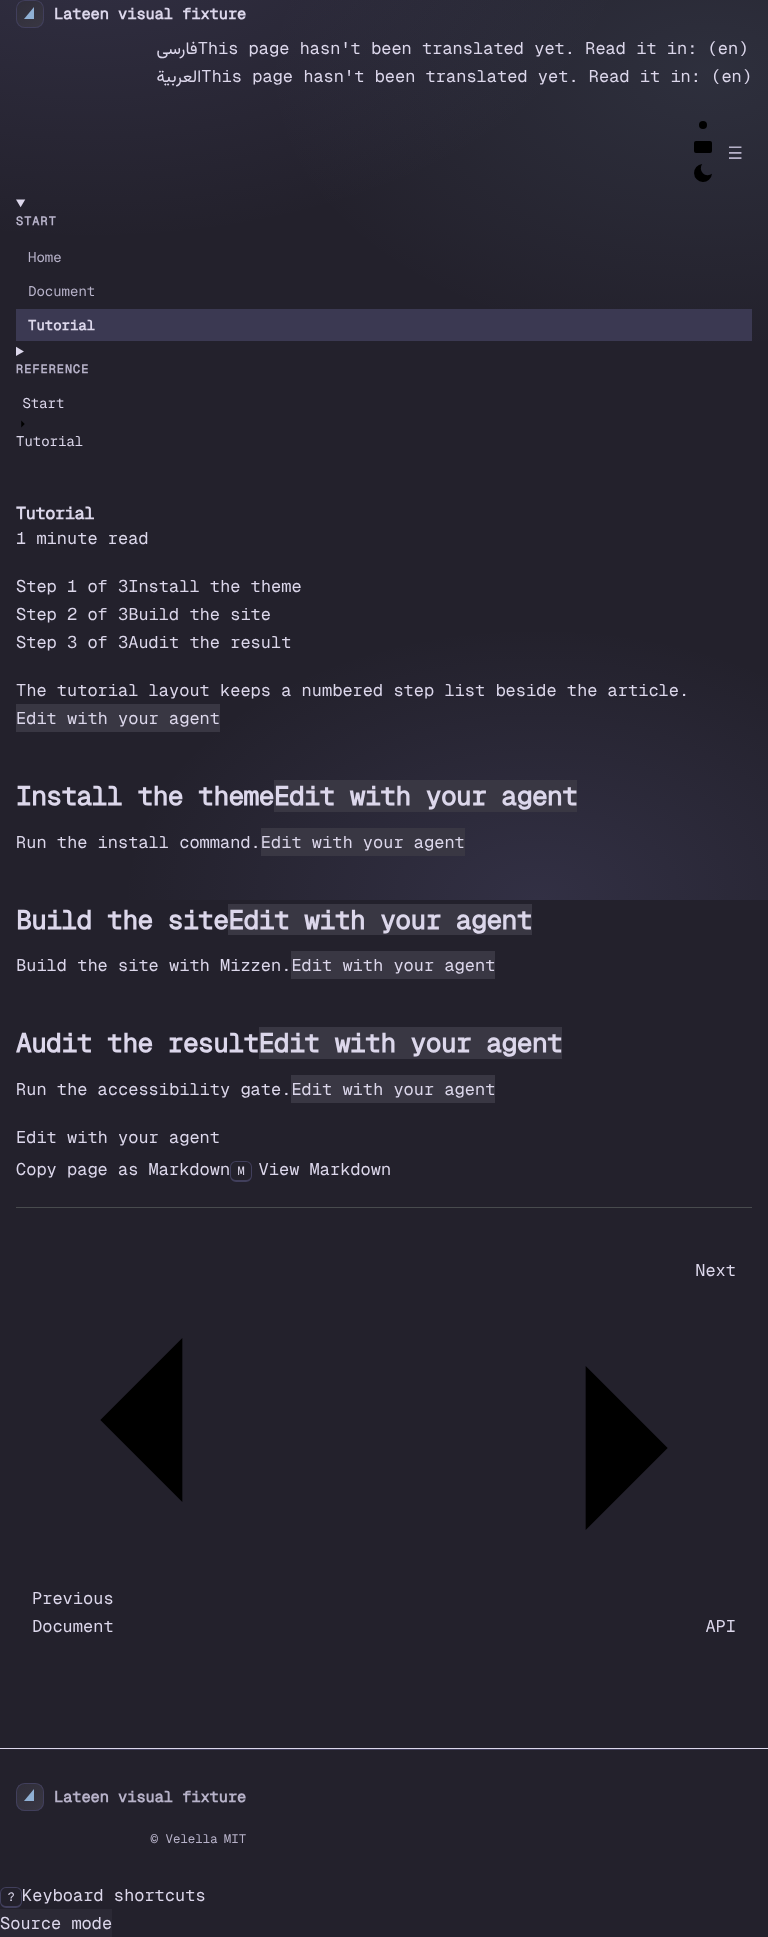 Lateen visual fixture
فارسیThis page hasn't been translated yet. Read it in: (en)
العربيةThis page hasn't been translated yet. Read it in: (en)
START
Home
Document
Tutorial
REFERENCE
Start
Tutorial
Tutorial
1 minute read
Step 1 of 3Install the theme
Step 2 of 3Build the site
Step 3 of 3Audit the result
The tutorial layout keeps a numbered step list beside the article.
Edit with your agent
Install the themeEdit with your agent
Run the install command.Edit with your agent
Build the siteEdit with your agent
Build the site with Mizzen.Edit with your agent
Audit the resultEdit with your agent
Run the accessibility gate.Edit with your agent
Edit with your agent
Copy page as Markdown M View Markdown
Next
Previous
Document
API
Lateen visual fixture
© Velella MIT
? Keyboard shortcuts
Source mode